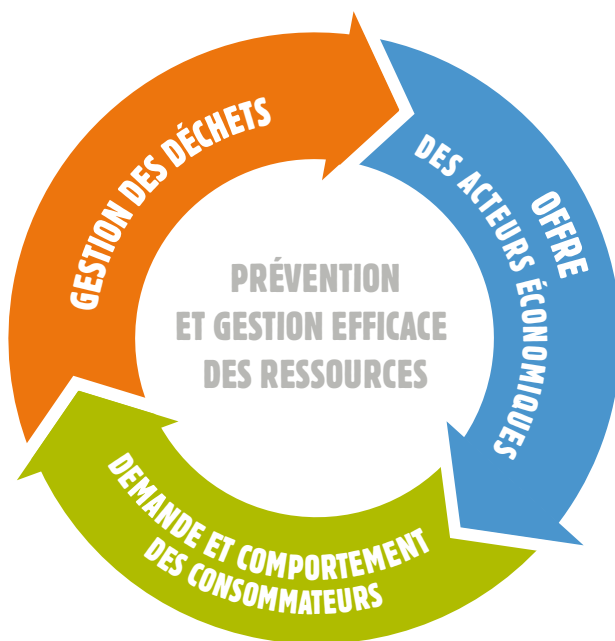 GESTION DES DÉCHETS
OFFRE
DES ACTEURS ÉCONOMIQUES
PRÉVENTION
ET GESTION EFFICACE
DES RESSOURCES
DEMANDE ET COMPORTEMENT
DES CONSOMMATEURS